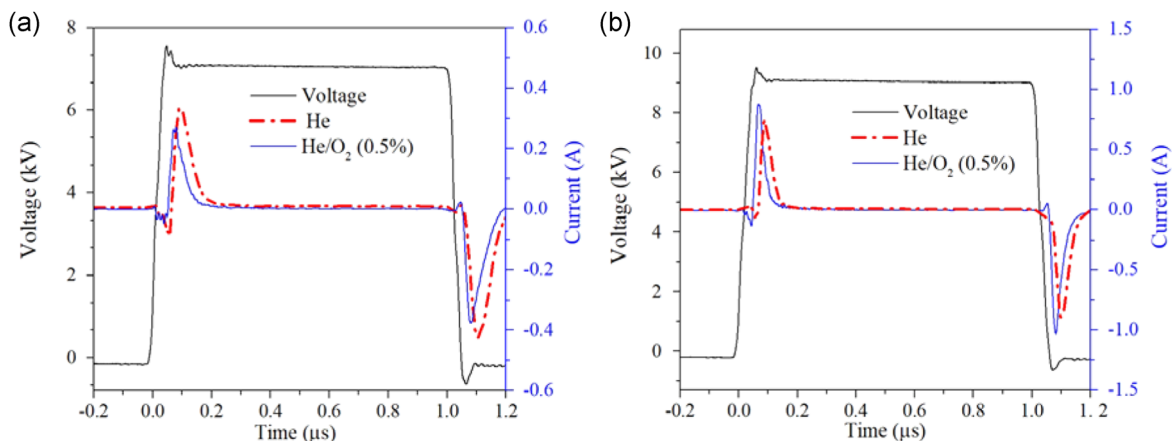 (a)
8
6
4
2
0
Voltage (kV)
0.6
0.4
0.2
0.0
-0.2
-0.4
-0.6
Current (A)
Voltage
He
He/O₂ (0.5%)
-0.2 0.0 0.2 0.4 0.6 0.8 1.0 1.2
Time (µs)
(b)
10
8
6
4
2
0
Voltage (kV)
1.5
1.0
0.5
0.0
-0.5
-1.0
-1.5
Current (A)
Voltage
He
He/O₂ (0.5%)
-0.2 0.0 0.2 0.4 0.6 0.8 1.0 1. 2
Time (µs)